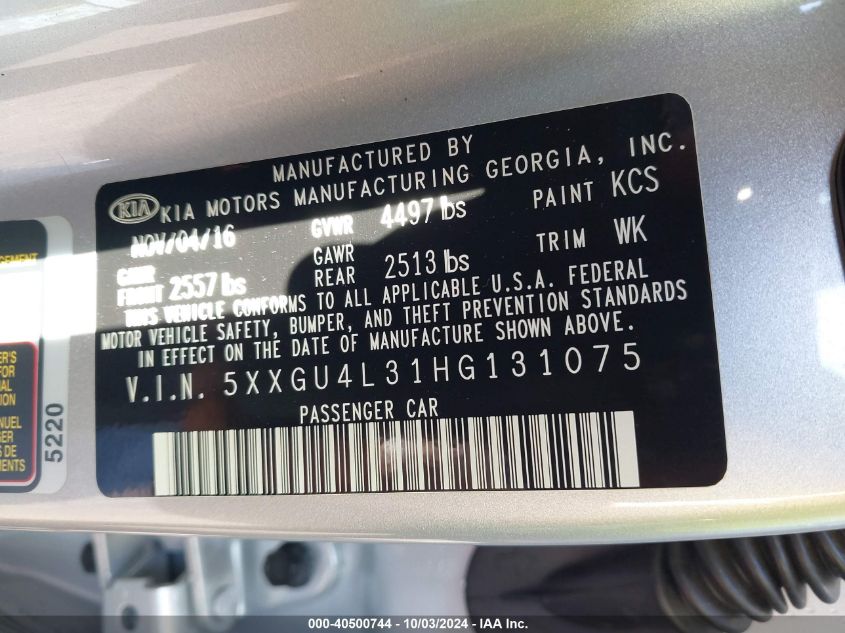 MANUFACTURED BY
KIA KIA MOTORS MANUFACTURING GEORGIA, INC.
NOV/04/16 GVWR 4497 lbs PAINT KCS
GAWR FRONT 2557 lbs GAWR REAR 2513 lbs TRIM WK
THIS VEHICLE CONFORMS TO ALL APPLICABLE U.S.A. FEDERAL
MOTOR VEHICLE SAFETY, BUMPER, AND THEFT PREVENTION STANDARDS
IN EFFECT ON THE DATE OF MANUFACTURE SHOWN ABOVE.
V.I.N. 5XXGU4L31HG131075
PASSENGER CAR
5220
000-40500744 - 10/03/2024 - IAA Inc.